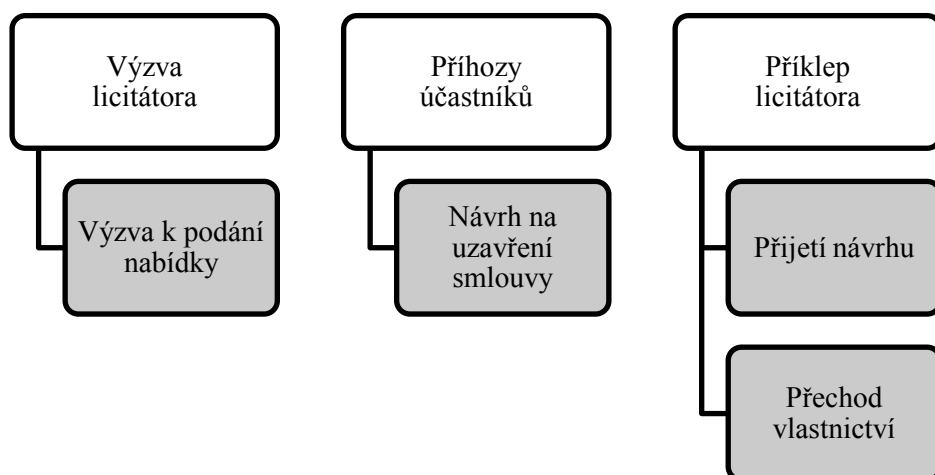 Výzva
licitátora
Výzva k podání
nabídky
Příhozy
účastníků
Návrh na
uzavření
smlouvy
Příklep
licitátora
Přijetí návrhu
Přechod
vlastnictví